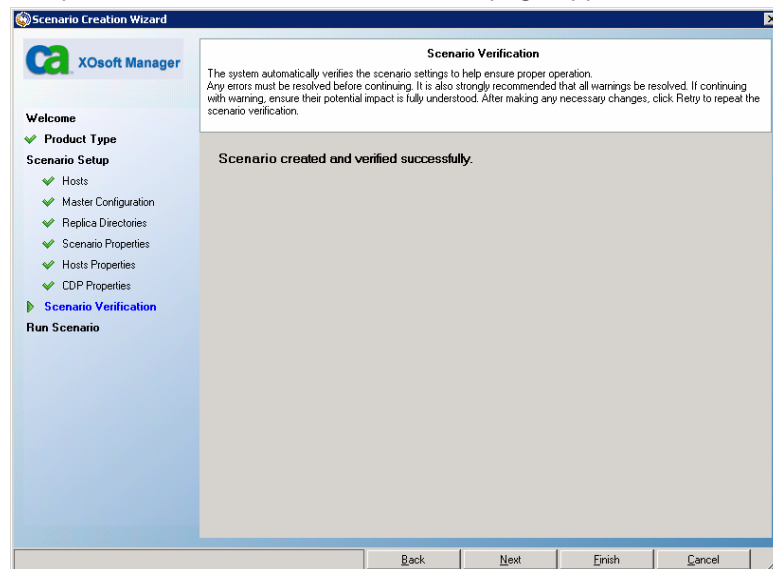 Scenario Creation Wizard
ca
XOsoft Manager
Welcome
Product Type
Scenario Setup
Hosts
Master Configuration
Replica Directories
Scenario Properties
Hosts Properties
CDP Properties
Scenario Verification
Run Scenario
Scenario Verification
The system automatically verifies the scenario settings to help ensure proper operation.
Any errors must be resolved before continuing. It is also strongly recommended that all warnings be resolved. If continuing
with warning, ensure their potential impact is fully understood. After making any necessary changes, click Retry to repeat the
scenario verification.
Scenario created and verified successfully.
Back
Next
Finish
Cancel